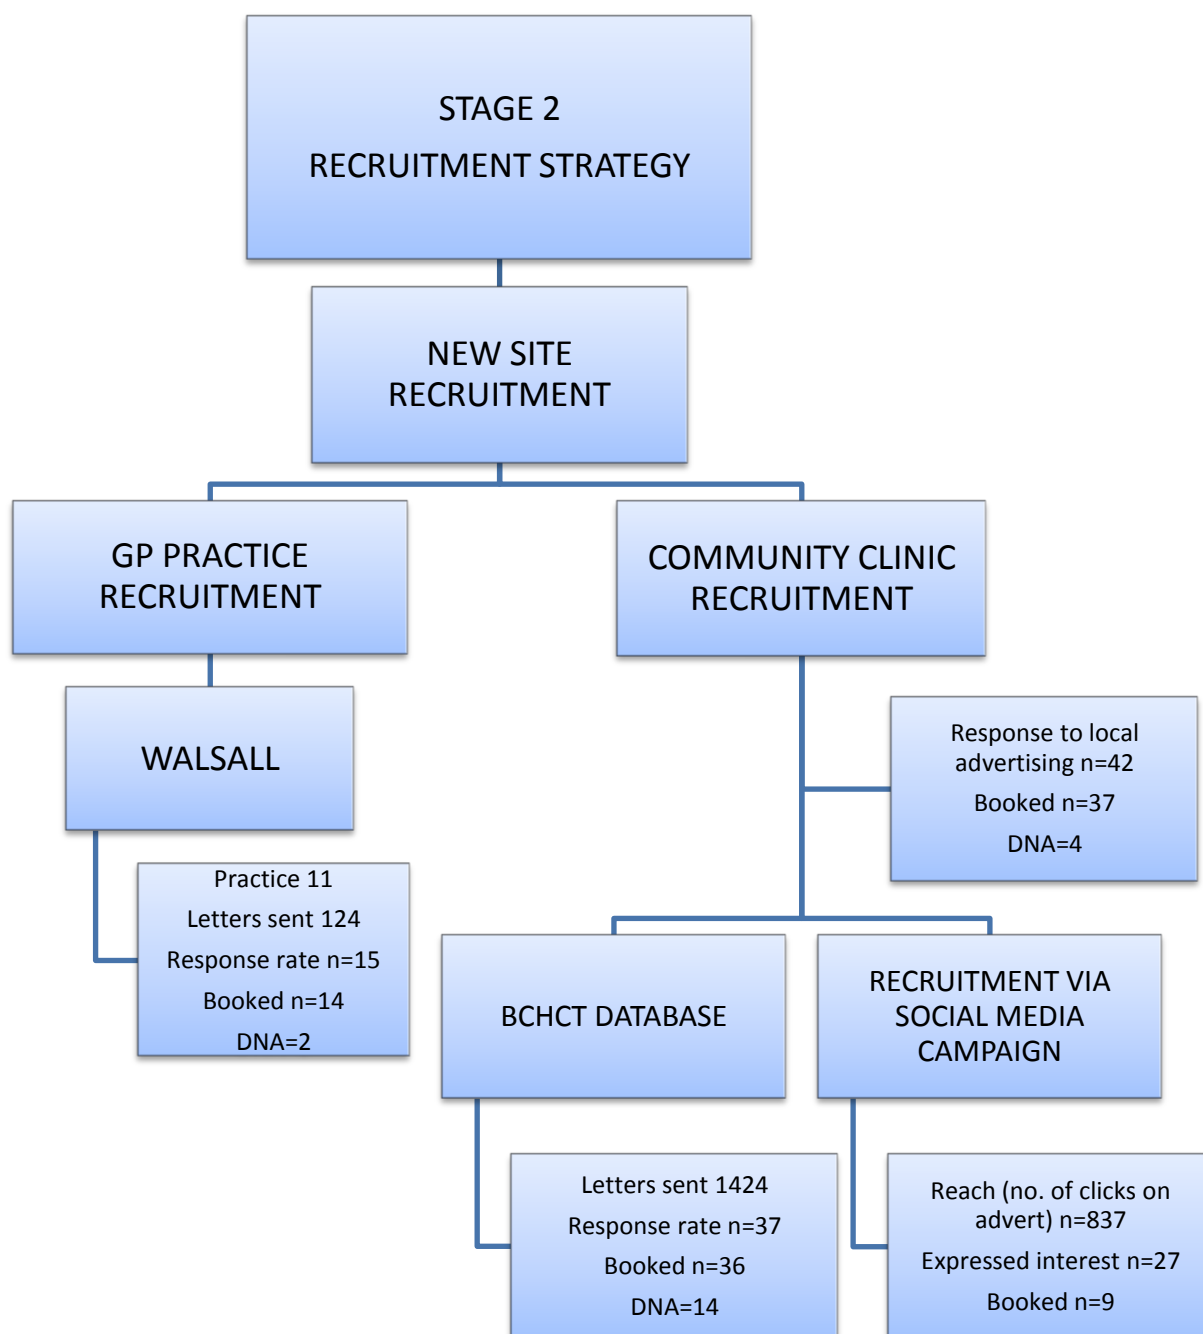 STAGE 2
RECRUITMENT STRATEGY
NEW SITE
RECRUITMENT
GP PRACTICE
RECRUITMENT
WALSALL
Practice 11
Letters sent 124
Response rate n=15
Booked n=14
DNA=2
COMMUNITY CLINIC
RECRUITMENT
Response to local
advertising n=42
Booked n=37
DNA=4
BCHCT DATABASE
Letters sent 1424
Response rate n=37
Booked n=36
DNA=14
RECRUITMENT VIA
SOCIAL MEDIA
CAMPAIGN
Reach (no. of clicks on
advert) n=837
Expressed interest n=27
Booked n=9